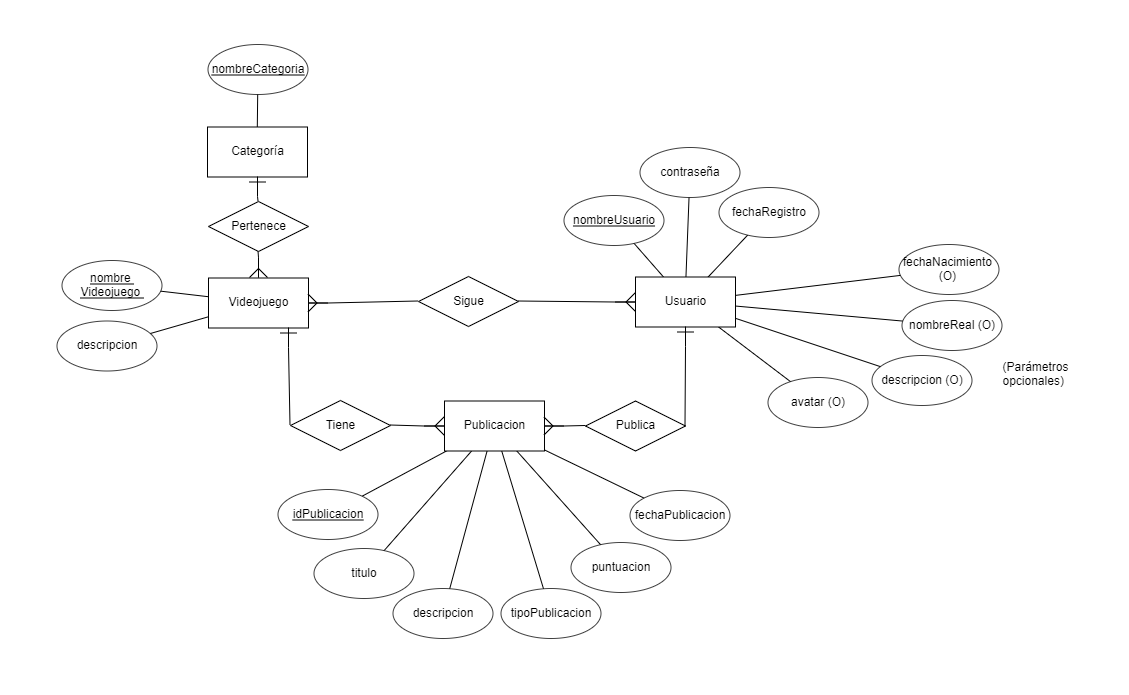 nombreCategoria
Categoría
Pertenece
contraseña
nombreUsuario
fechaRegistro
nombre
Videojuego
descripcion
Videojuego
Sigue
Usuario
fechaNacimiento
(O)
nombreReal (O)
descripcion (O)
avatar (O)
(Parámetros
opcionales)
Tiene
Publicacion
Publica
idPublicacion
titulo
descripcion
tipoPublicacion
puntuacion
fechaPublicacion